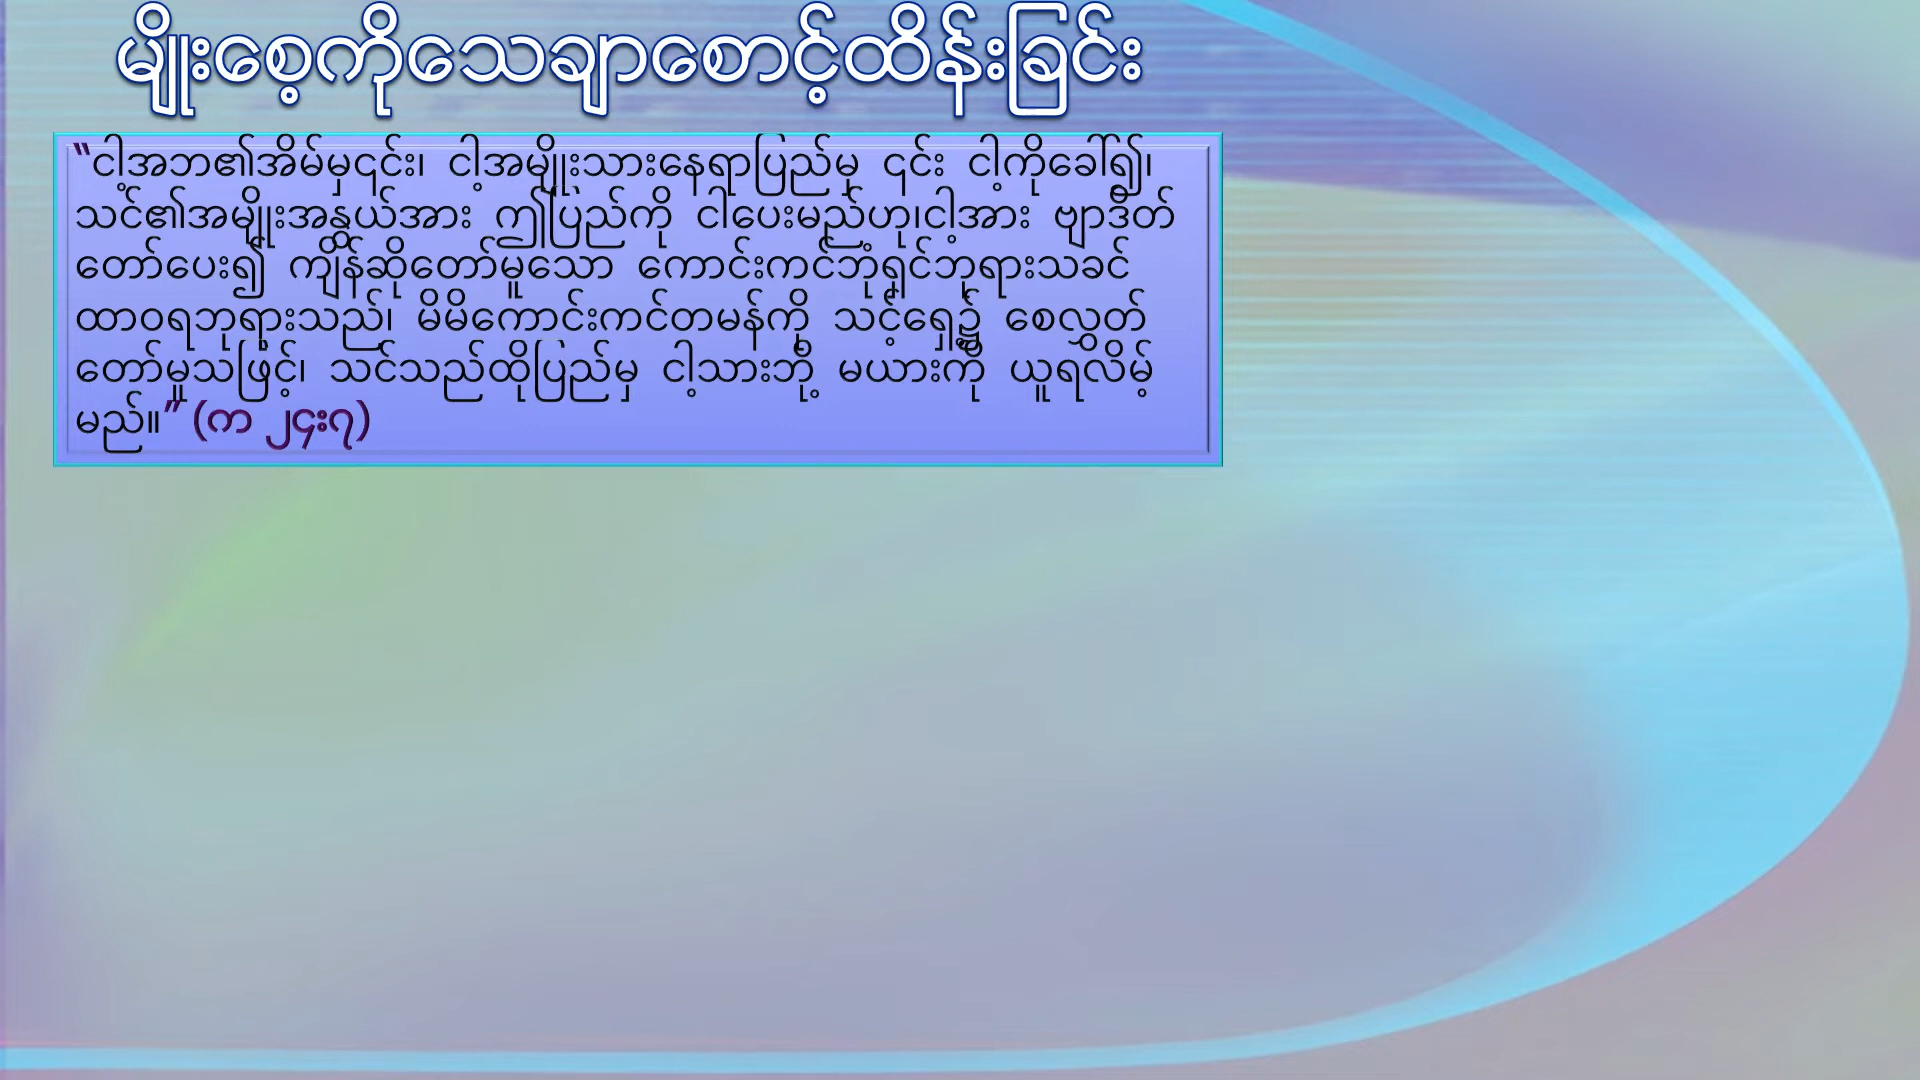 မျိုးစေ့ကိုသေချာစောင့်ထိန်းခြင်း
“ငါ့အဘ၏အိမ်မှ၎င်း၊ ငါ့အမျိုးသားနေရာပြည်မှ ၎င်း ငါ့ကိုခေါ်၍၊
သင်၏အမျိုးအနွယ်အား ဤပြည်ကို ငါပေးမည်ဟု၊ငါ့အား ဗျာဒိတ်
တော်ပေး၍ ကျိန်ဆိုတော်မူသော ကောင်းကင်ဘုံရှင်ဘုရားသခင်
ထာဝရဘုရားသည်၊ မိမိကောင်းကင်တမန်ကို သင့်ရှေ့၌ စေလွှတ်
တော်မူသဖြင့်၊ သင်သည်ထိုပြည်မှ ငါ့သားဘို့ မယားကို ယူရလိမ့်
မည်။” (က ၂၄း၇)